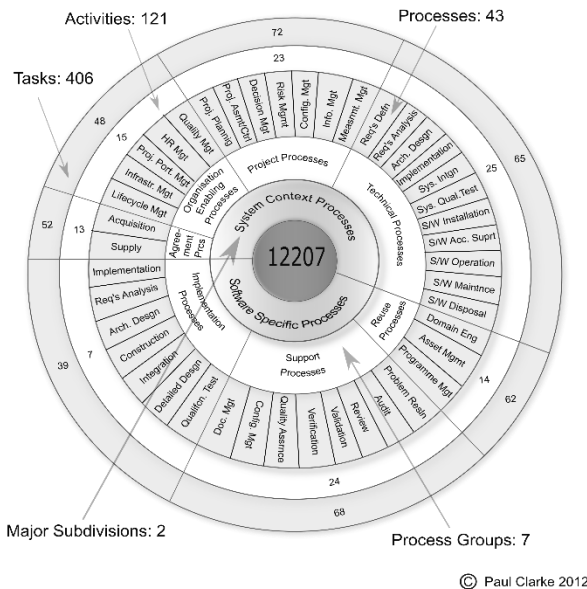 Activities: 121
Processes: 43
Tasks: 406
72
23
48
15
65
25
52
13
39
7
62
14
24
68
12207
System Context Processes
Software Specific Processes
Project Processes
Technical Processes
Reuse
Processes
Support
Processes
Implementation
Processes
Agree-
ment Prcs
Organisation
Enabling
Processes
Proj. Plannig
Proj. Asmt/Ctrl
Decision Mgt
Risk Mgmt
Config. Mgt
Info. Mgt
Measmt. Mgt
Req's Defn
Req's Analysis
Arch. Desgn
Implementation
Sys. Intgn
Sys. Qual.Test
S/W Installation
S/W Acc. Suprt
S/W Operation
S/W Maintnce
S/W Disposal
Domain Eng
Asset Mgmt
Programme Mgt
Problem Resln
Audit
Review
Validation
Verification
Quality Assrnce
Config. Mgt
Doc. Mgt
Qualifcn. Test
Detailed Desgn
Integration
Construction
Arch. Desgn
Req's Analysis
Implementation
Supply
Acquisition
Lifecycle Mgt
Infrastr. Mgt
Proj. Port. Mgt
HR Mgt
Quality Mgt
Major Subdivisions: 2
Process Groups: 7
© Paul Clarke 2012